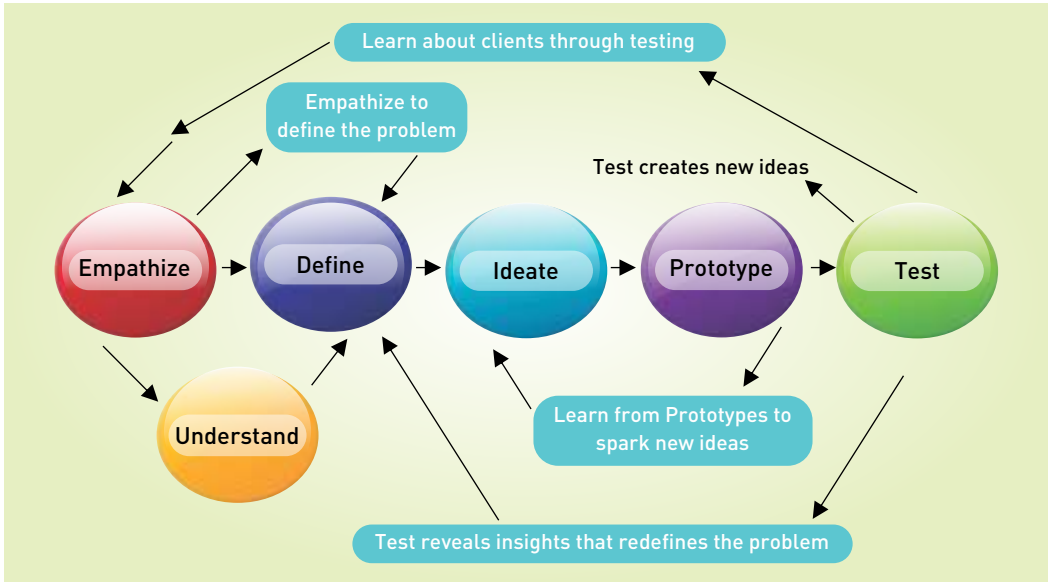 Learn about clients through testing
Empathize to
define the problem
Test creates new ideas
Empathize
Define
Ideate
Prototype
Test
Understand
Learn from Prototypes to
spark new ideas
Test reveals insights that redefines the problem